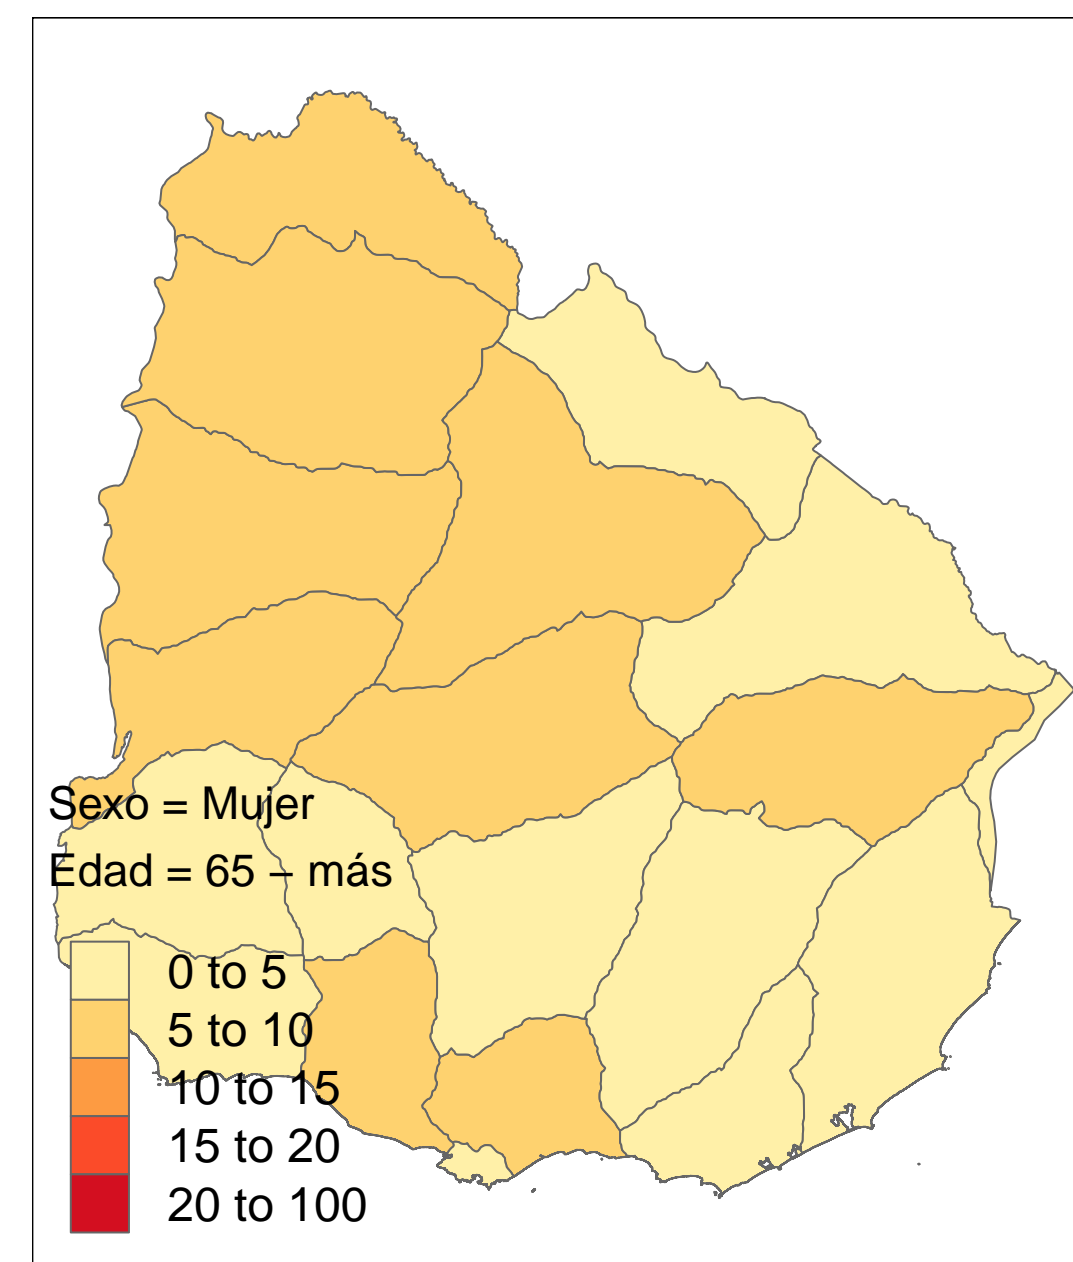 Sexo = Mujer
Edad = 65 – más
0 to 5
5 to 10
10 to 15
15 to 20
20 to 100